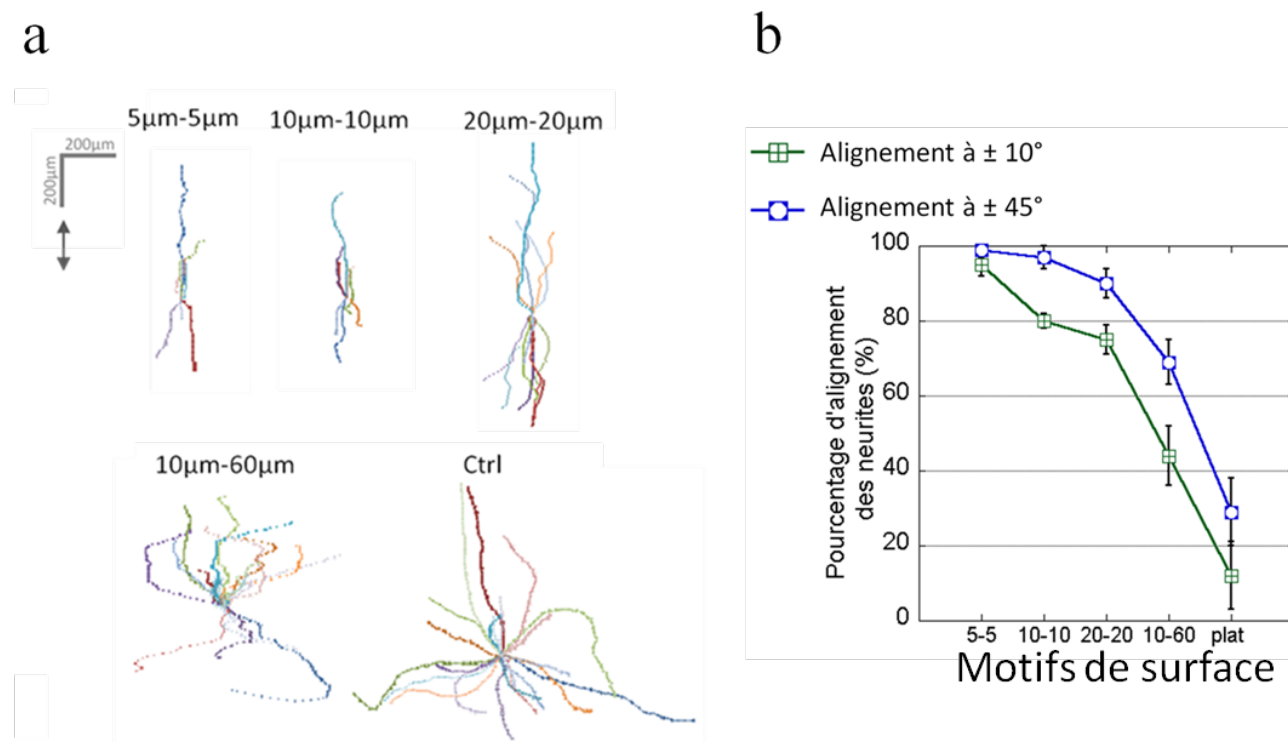 a
b
5µm-5µm
10µm-10µm
20µm-20µm
200µm
200µm
10µm-60µm
Ctrl
Alignement à ± 10°
Alignement à ± 45°
Pourcentage d'alignement
des neurites (%)
100
80
60
40
20
0
5-5
10-10
20-20
10-60
plat
Motifs de surface